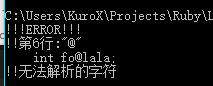 C:\Users\KuroX\Projects\Ruby\L
!!!ERROR!!!
!!第6行:"@"
int fo@lala;
!!无法解析的字符